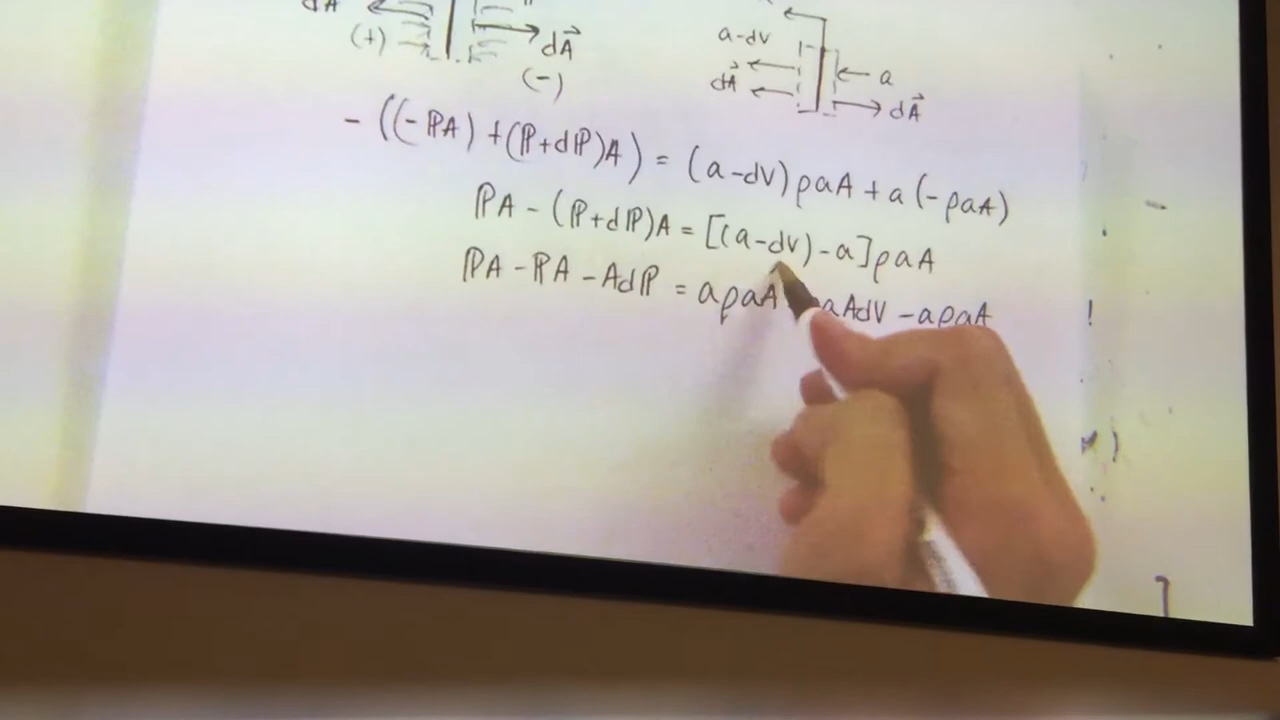 dA
(+)
dA⃗
(-)
a-dv
dA⃗
a
dA⃗
- ((-PA) + (P+dP)A) = (a-dv)ρaA + a(-ρaA)
PA - (P+dP)A = [(a-dv)-a]ρaA
PA - PA - AdP = aρaA aAdv - aρaA
!
)